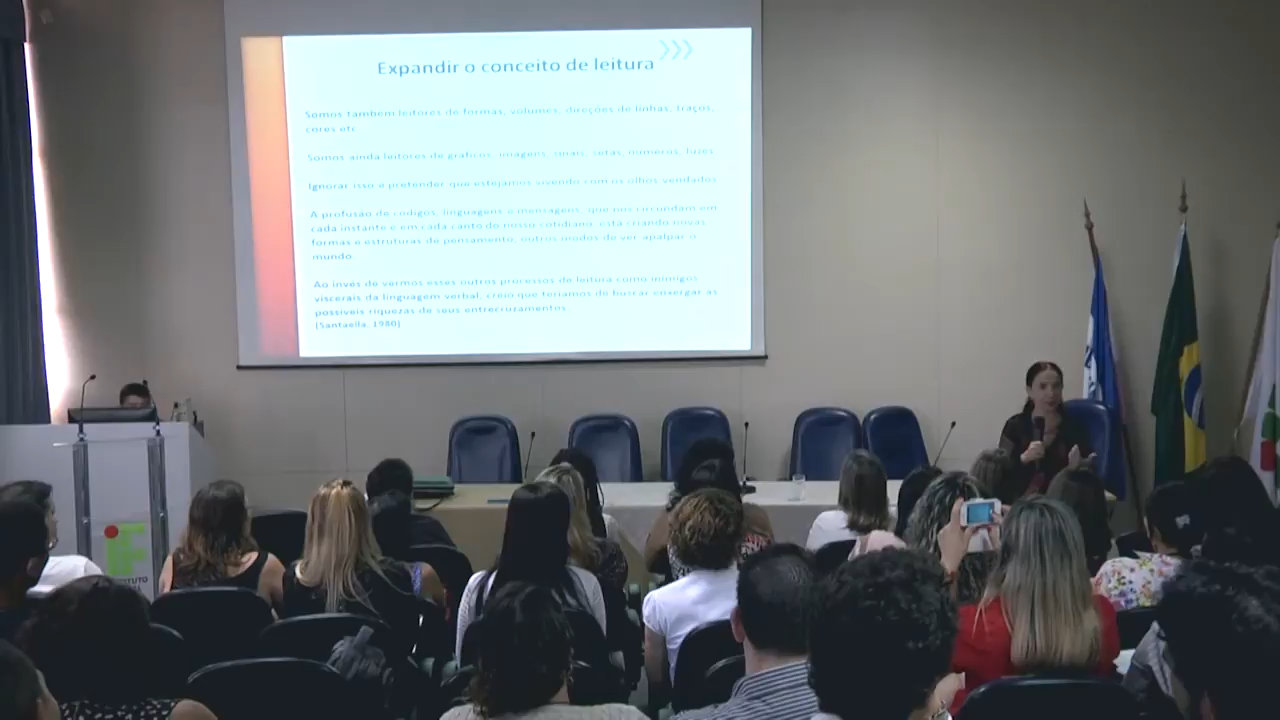 Expandir o conceito de leitura
Somos também leitores de formas, volumes, direções de linhas, traços,
cores etc.
Somos ainda leitores de gráficos, imagens, sinais, setas, números, luzes.
Ignorar isso é pretender que estejamos vivendo com os olhos vendados.
A profusão de códigos, linguagens e mensagens, que nos circundam em
cada instante e em cada canto do nosso cotidiano, está criando novas
formas e estruturas de pensamento, outros modos de ver, apalpar o
mundo.
Ao invés de vermos esses outros processos de leitura como inimigos
viscerais da linguagem verbal, creio que teríamos de buscar enxergar as
possíveis riquezas de seus entrecruzamentos.
(Santaella, 1980)